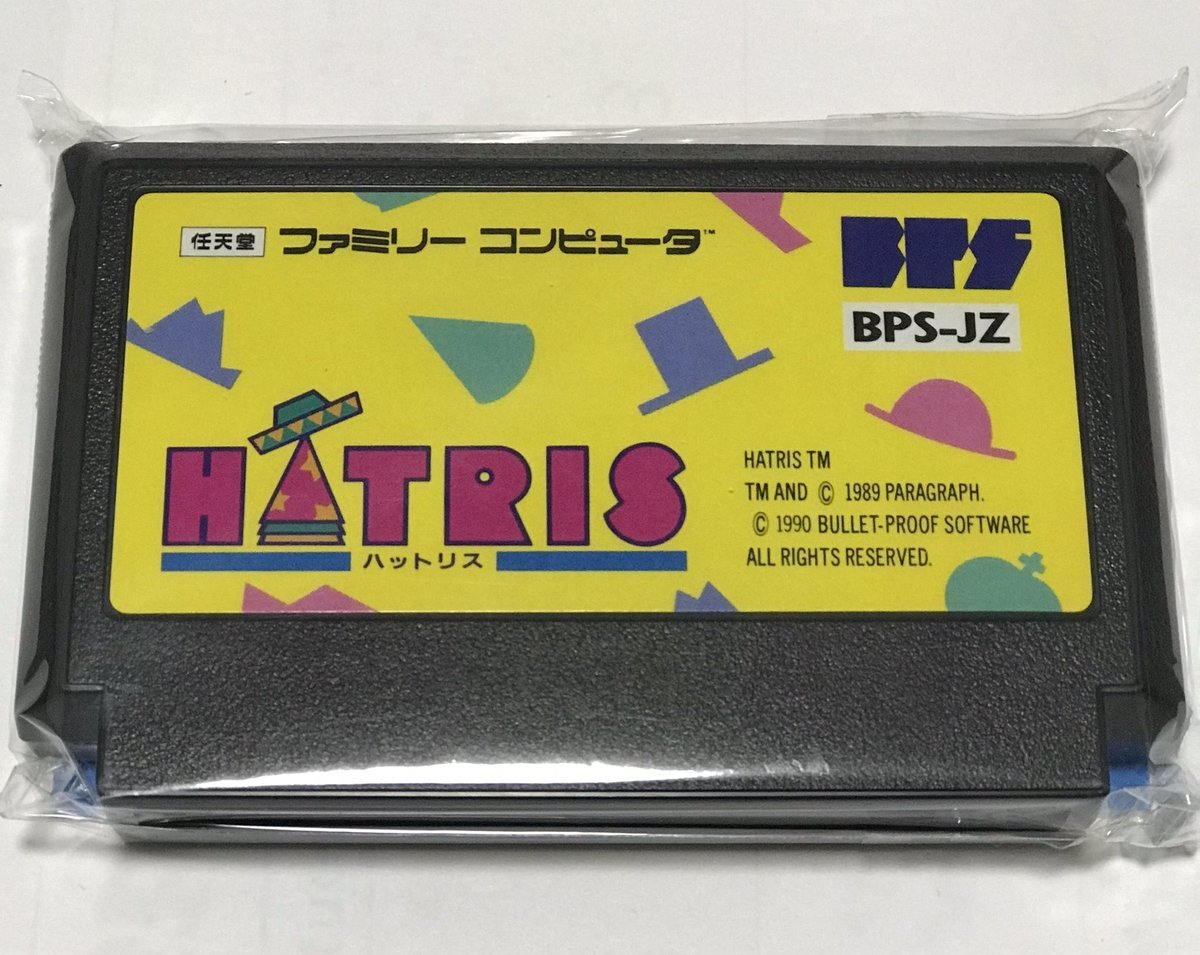 任天堂 ファミリー コンピュータ™
BPS
BPS-JZ
HATRIS
ハットリス
HATRIS TM
TM AND © 1989 PARAGRAPH.
© 1990 BULLET-PROOF SOFTWARE
ALL RIGHTS RESERVED.